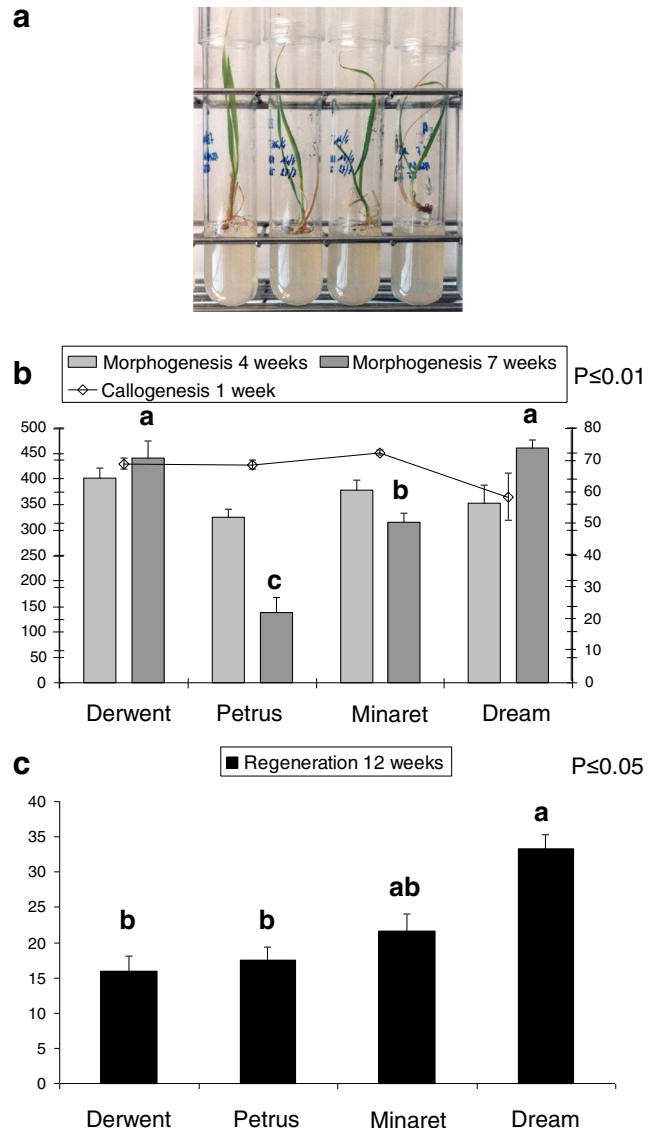 a
b
Morphogenesis 4 weeks Morphogenesis 7 weeks
Callogenesis 1 week
P≤0.01
500
450
400
350
300
250
200
150
100
50
0
a
c
b
a
80
70
60
50
40
30
20
10
0
Derwent Petrus Minaret Dream
c
Regeneration 12 weeks
P≤0.05
40
35
30
25
20
15
10
5
0
b
b
ab
a
Derwent Petrus Minaret Dream